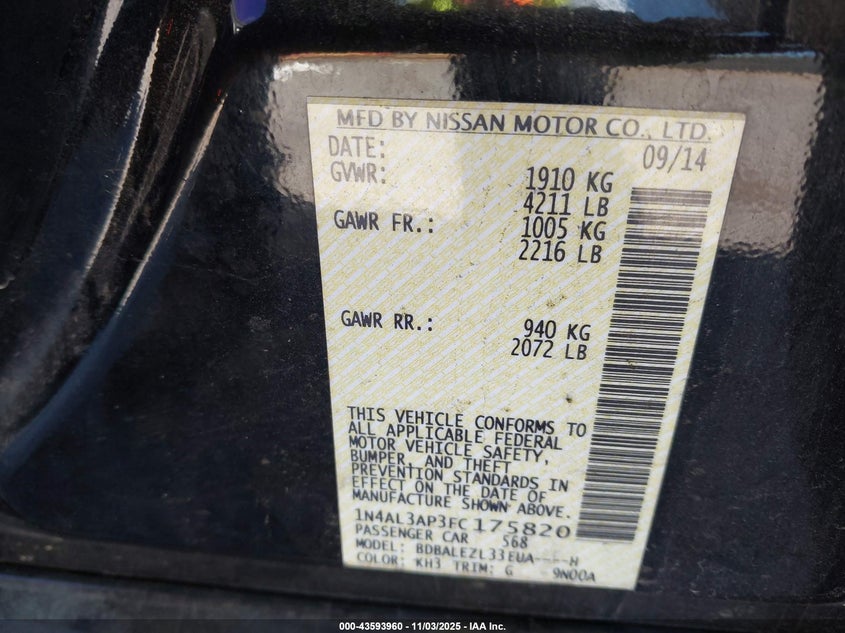 MFD BY NISSAN MOTOR CO., LTD.
DATE: 09/14
GVWR: 1910 KG
4211 LB
GAWR FR.: 1005 KG
2216 LB
GAWR RR.: 940 KG
2072 LB
THIS VEHICLE CONFORMS TO
ALL APPLICABLE FEDERAL
MOTOR VEHICLE SAFETY,
BUMPER, AND THEFT
PREVENTION STANDARDS IN
EFFECT ON THE DATE OF
MANUFACTURE SHOWN ABOVE.
1N4AL3AP3FC175820
PASSENGER CAR 568
MODEL: BDBALEZL33EUA----H
COLOR: KH3 TRIM: G 9N00A
000-43593960 - 11/03/2025 - IAA Inc.